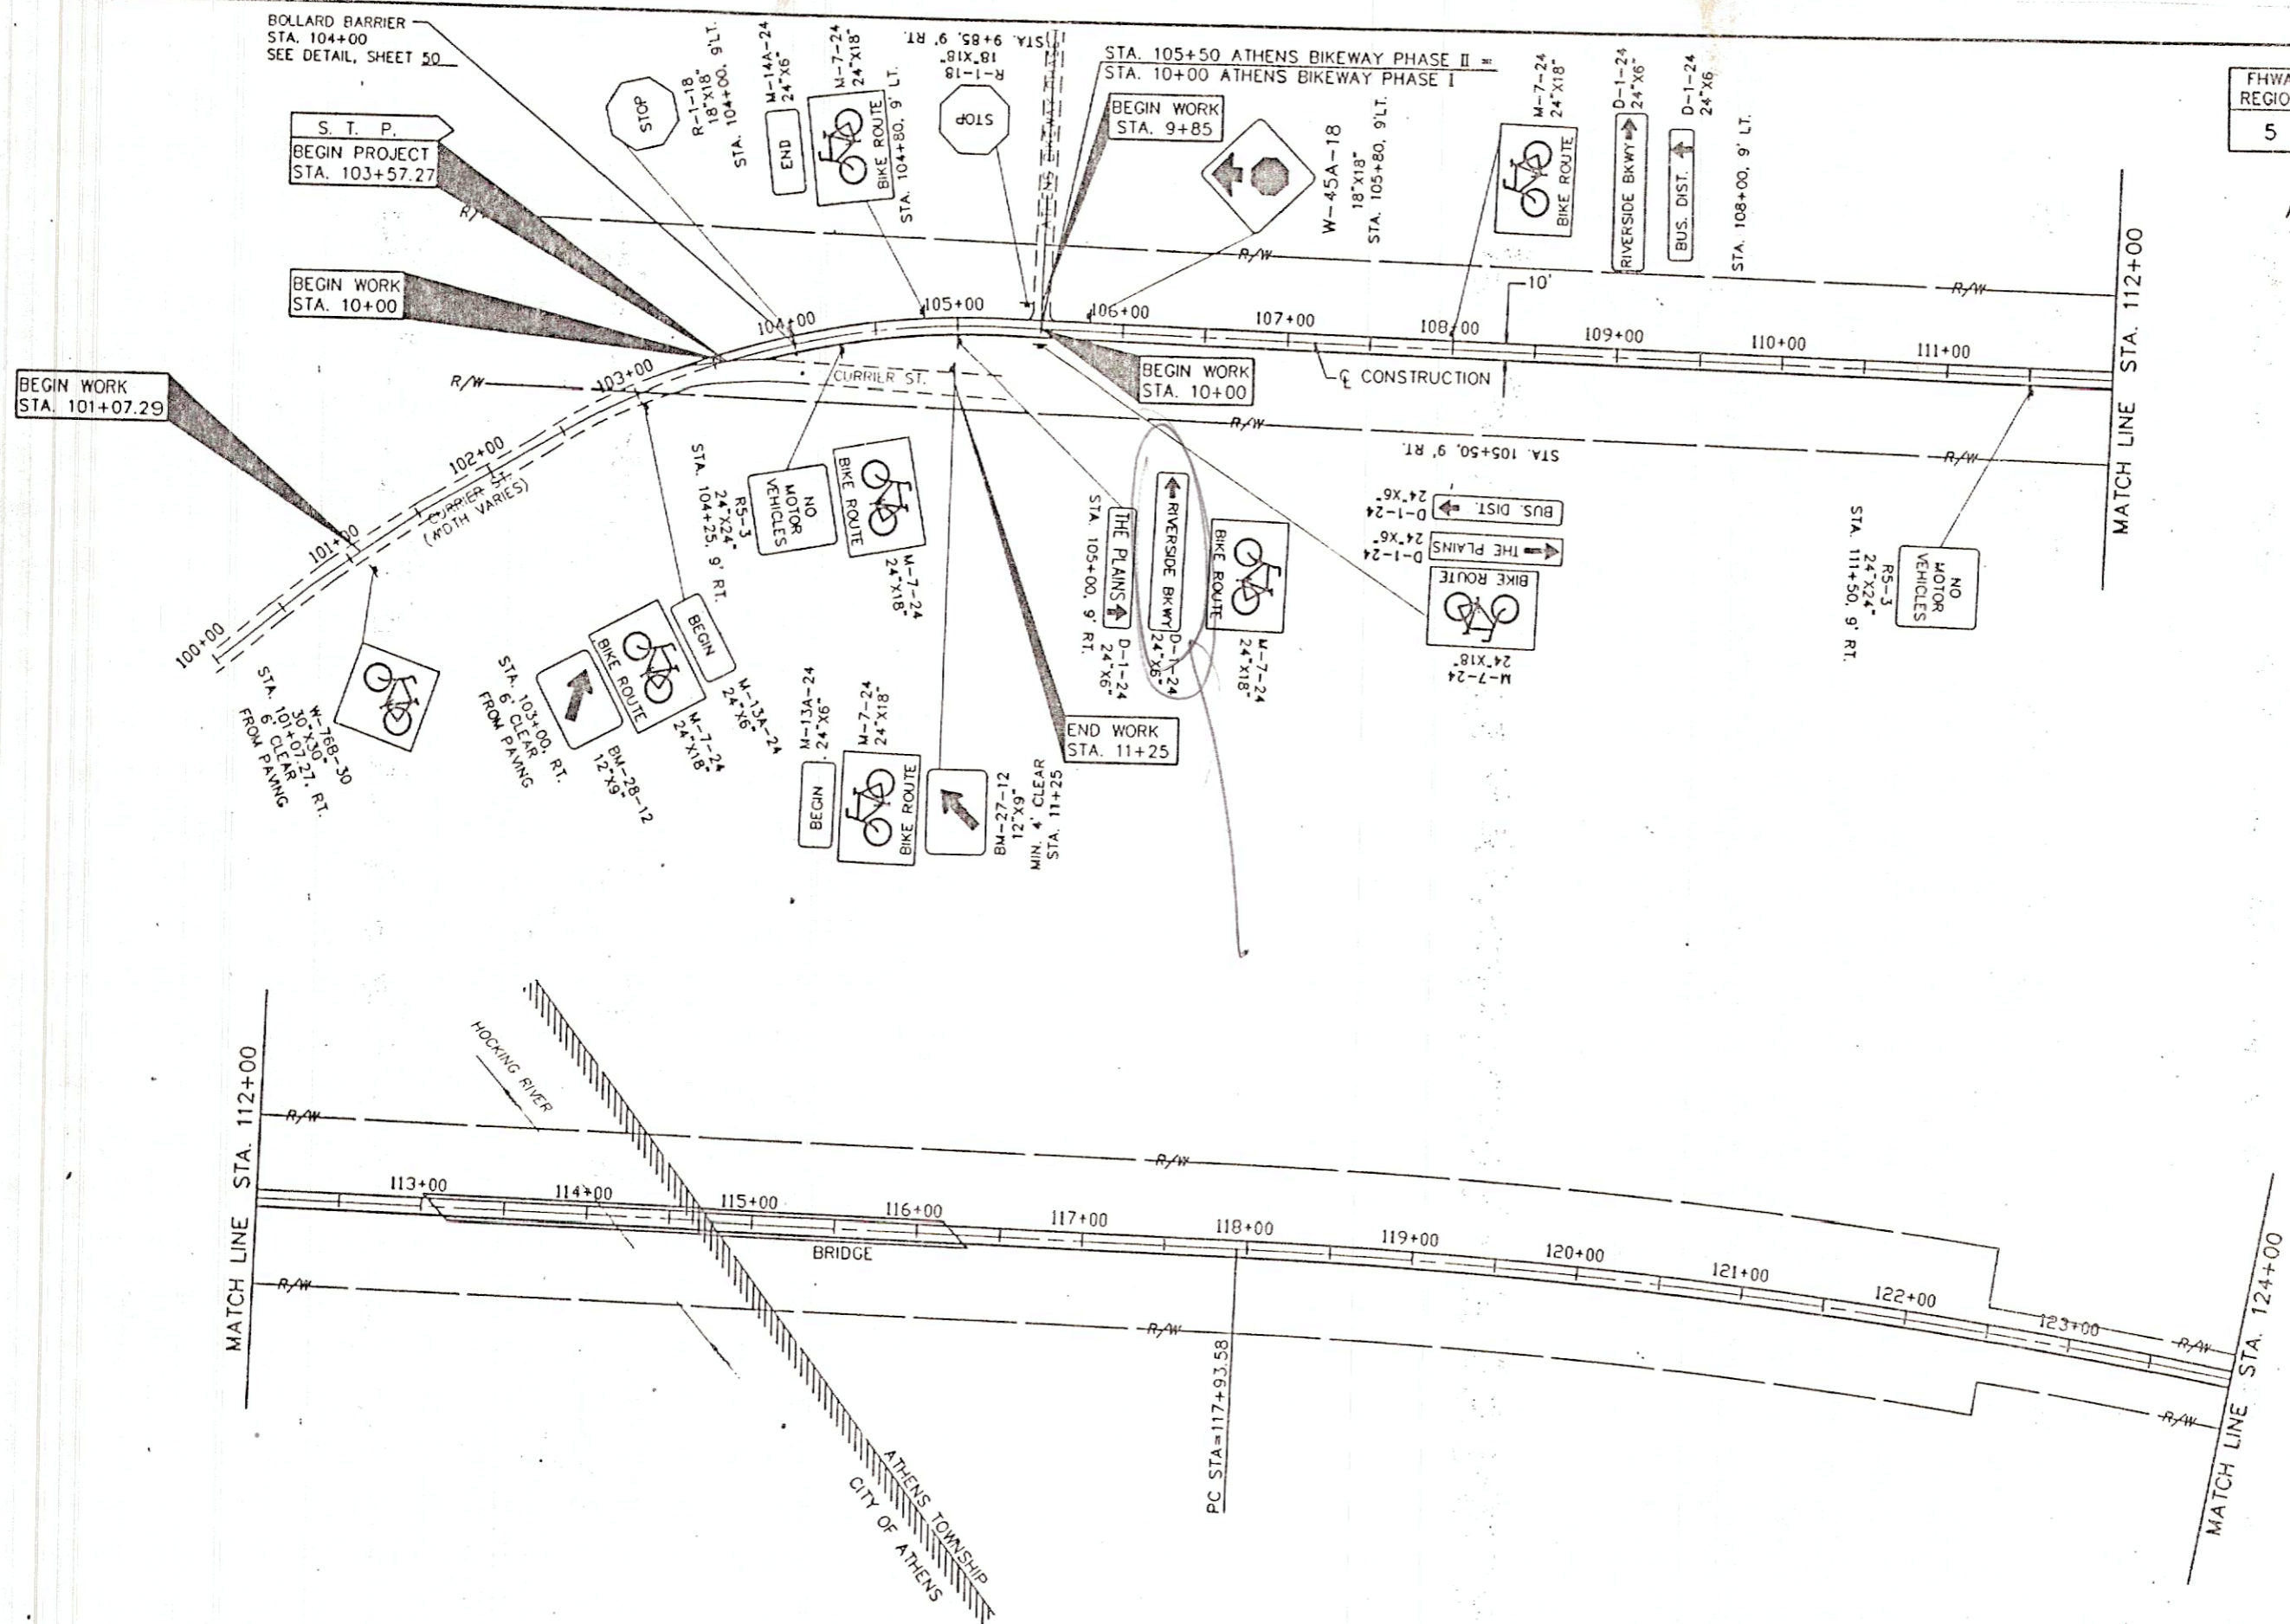 BOLLARD BARRIER
STA. 104+00
SEE DETAIL, SHEET 50
S. T. P.
BEGIN PROJECT
STA. 103+57.27
BEGIN WORK
STA. 10+00
BEGIN WORK
STA. 101+07.29
STOP
R-1-18
18"X18"
STA. 104+00, 9'LT.
END
M-14A-24
24"X6"
BIKE ROUTE
M-7-24
24"X18"
STA. 104+80, 9' LT.
STOP
R-1-18
18"X18"
STA. 9+85, 9' RT.
STA. 105+50 ATHENS BIKEWAY PHASE II =
STA. 10+00 ATHENS BIKEWAY PHASE I
BEGIN WORK
STA. 9+85
W-45A-18
18"X18"
STA. 105+80, 9'LT.
BIKE ROUTE
M-7-24
24"X18"
RIVERSIDE BKWY
D-1-24
24"X6"
BUS. DIST.
D-1-24
24"X6
STA. 108+00, 9' LT.
FHWA
REGIO
5
R/W
R/W
R/W
100+00
101+00
102+00
103+00
104+00
105+00
106+00
107+00
108+00
109+00
110+00
111+00
10'
CURRIER ST.
(WIDTH VARIES)
R/W
CURRIER ST.
BEGIN WORK
STA. 10+00
℄ CONSTRUCTION
R/W
R/W
MATCH LINE STA. 112+00
W-76B-30
30"X30"
STA. 101+07.27, RT.
6' CLEAR
FROM PAVING
BEGIN
M-13A-24
24"X6"
BIKE ROUTE
M-7-24
24"X18"
BM-28-12
12"X9"
STA. 103+00, RT.
6' CLEAR
FROM PAVING
NO
MOTOR
VEHICLES
R5-3
24"X24"
STA. 104+25, 9' RT.
BIKE ROUTE
M-7-24
24"X18"
BEGIN
M-13A-24
24"X6"
BIKE ROUTE
M-7-24
24"X18"
BM-27-12
12"X9"
MIN. 4' CLEAR
STA. 11+25
END WORK
STA. 11+25
THE PLAINS
D-1-24
24"X6"
STA. 105+00, 9' RT.
RIVERSIDE BKWY
D-1-24
24"X6"
BIKE ROUTE
M-7-24
24"X18"
STA. 105+50, 9' RT.
BUS. DIST.
D-1-24
24"X6"
THE PLAINS
D-1-24
24"X6"
BIKE ROUTE
M-7-24
24"X18"
NO
MOTOR
VEHICLES
R5-3
24"X24"
STA. 111+50, 9' RT.
MATCH LINE STA. 112+00
HOCKING RIVER
R/W
R/W
113+00
114+00
115+00
116+00
117+00
118+00
119+00
120+00
121+00
122+00
123+00
BRIDGE
R/W
R/W
R/W
R/W
PC STA=117+93.58
ATHENS TOWNSHIP
CITY OF ATHENS
MATCH LINE STA. 124+00